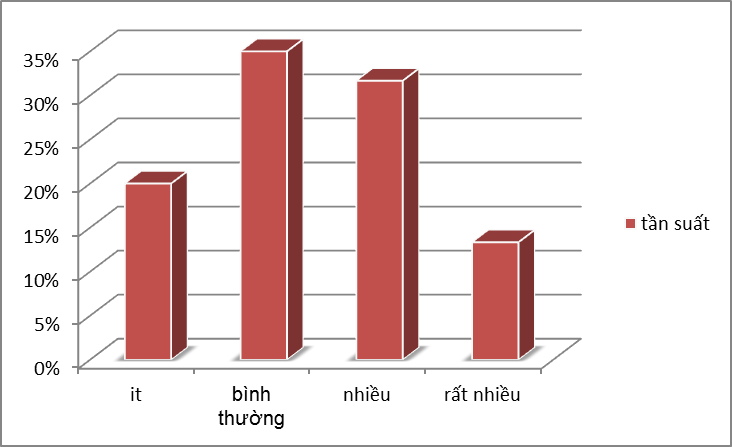 35%
30%
25%
20%
15%
10%
5%
0%
it
bình
thường
nhiều
rất nhiều
tần suất